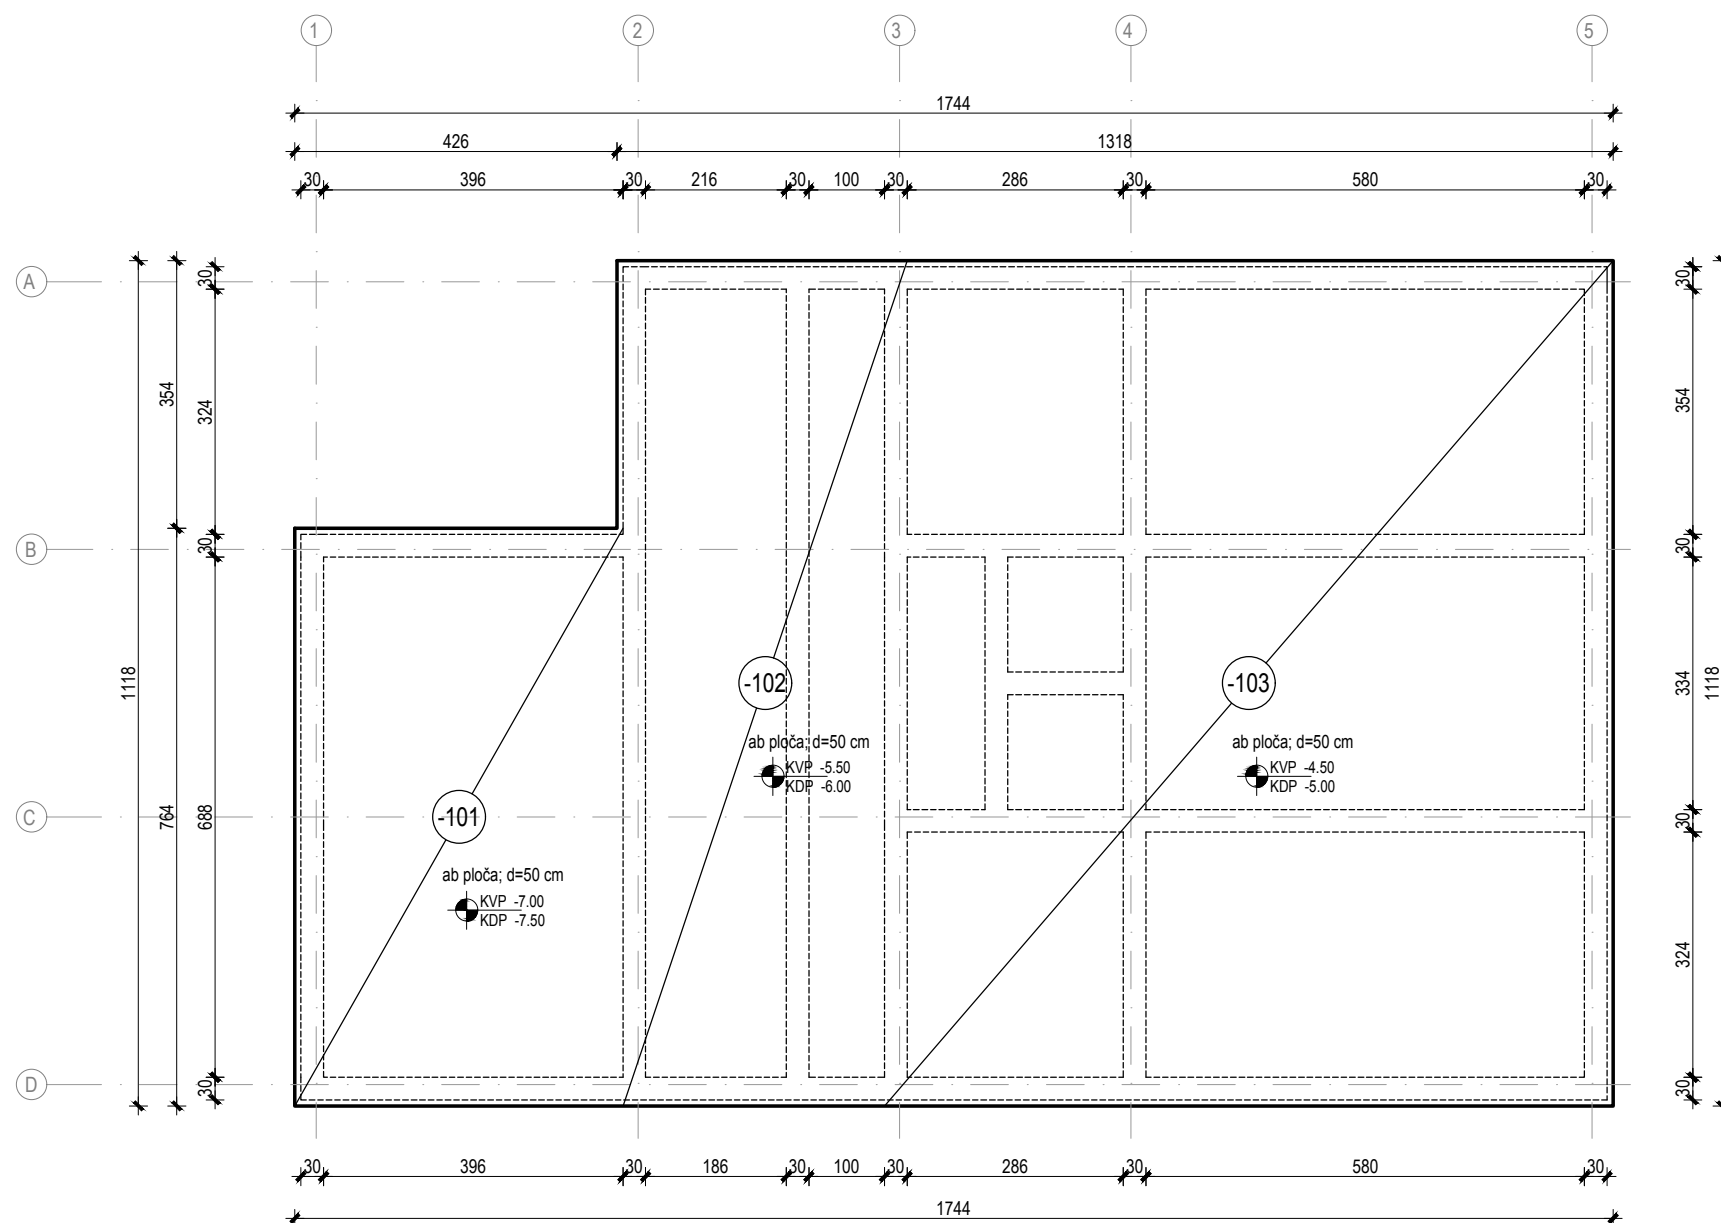 1 2 3 4 5
1744
426 1318
30 396 30 216 30 100 30 286 30 580 30
A
B
C
D
1118
354
764
30
324
30
688
30
30
354
30
334
30
324
30
1118
-101
ab ploča; d=50 cm
KVP -7.00
KDP -7.50
-102
ab ploča; d=50 cm
KVP -5.50
KDP -6.00
-103
ab ploča; d=50 cm
KVP -4.50
KDP -5.00
30 396 30 186 30 100 30 286 30 580 30
1744